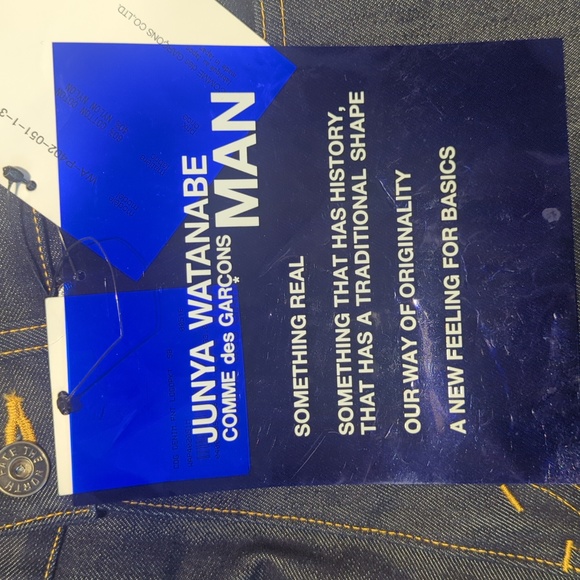 JUNYA WATANABE
COMME des GARÇONS
MAN
SOMETHING REAL
SOMETHING THAT HAS HISTORY,
THAT HAS A TRADITIONAL SHAPE
OUR WAY OF ORIGINALITY
A NEW FEELING FOR BASICS